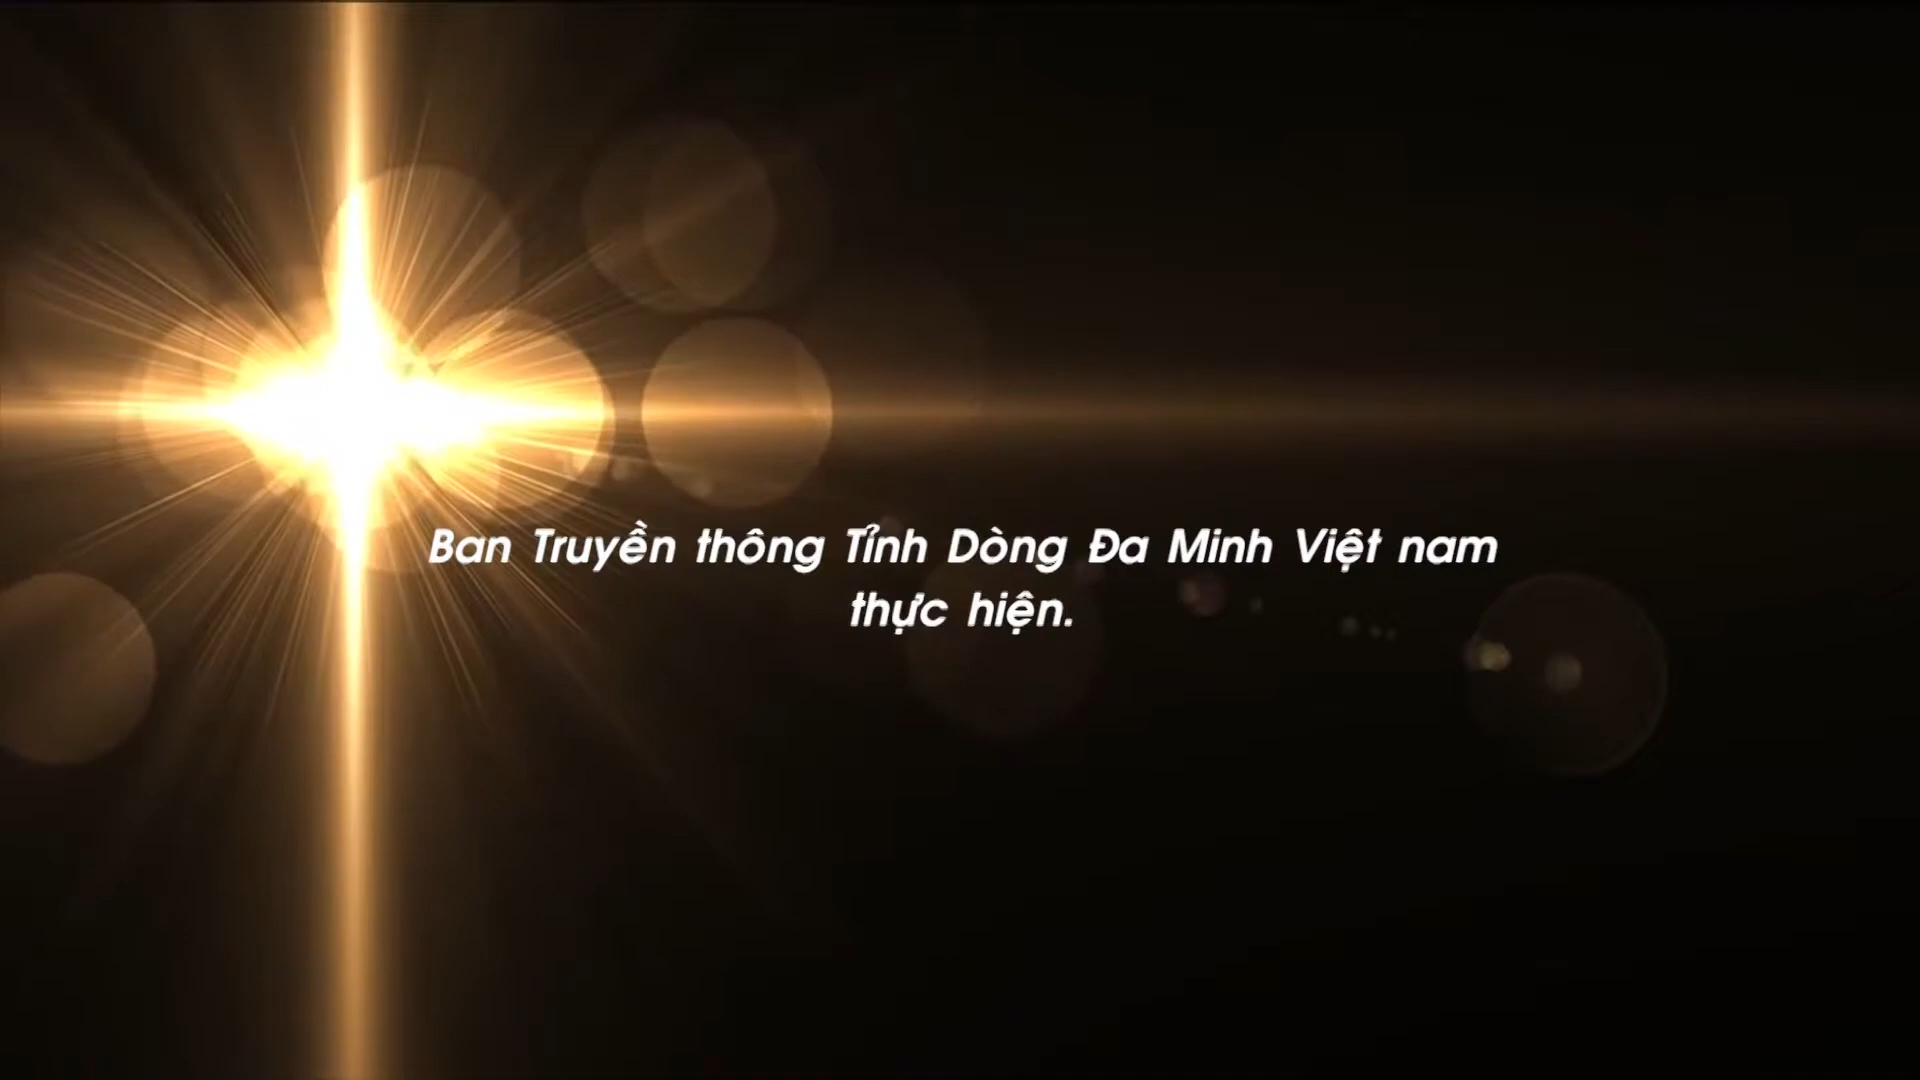 Ban Truyền thông Tỉnh Dòng Đa Minh Việt nam
thực hiện.